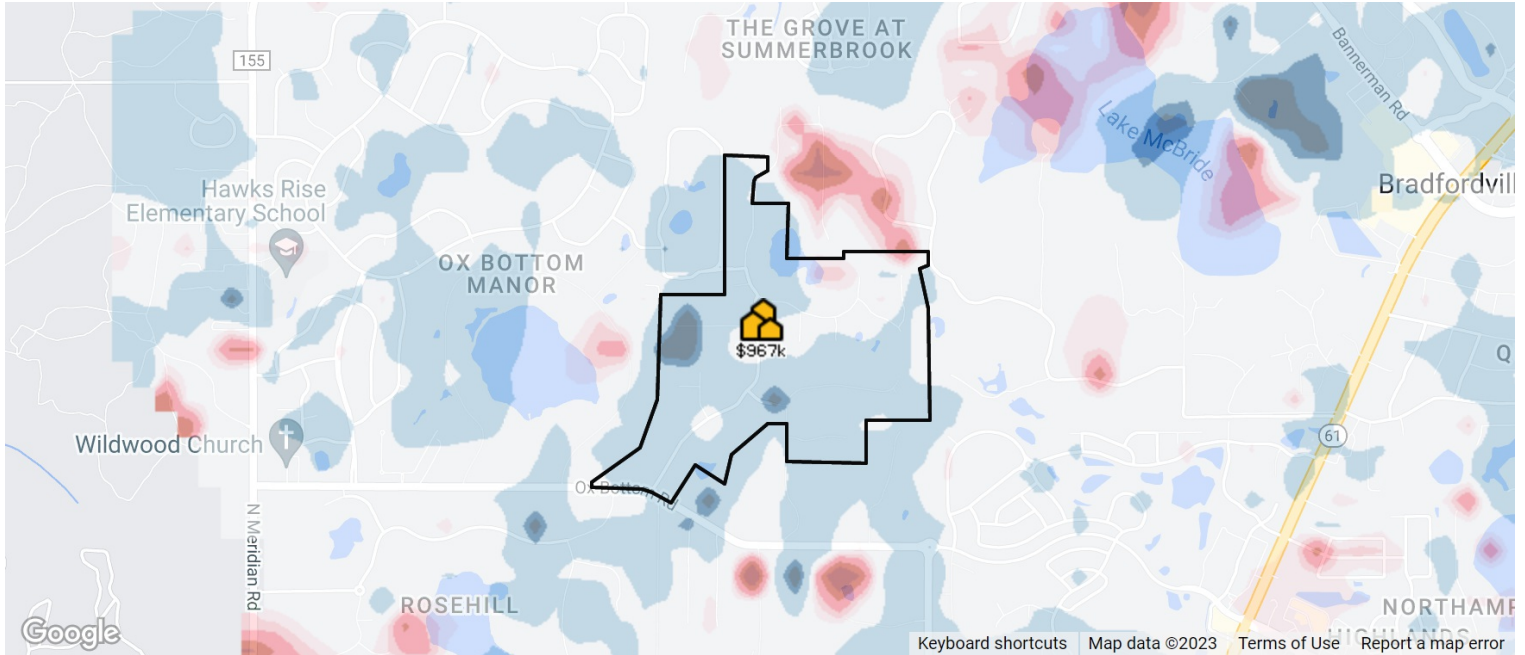 THE GROVE AT
SUMMERBROOK
155
Bannerman Rd
Lake McBride
Bradfordvill
Hawks Rise
Elementary School
OX BOTTOM
MANOR
$967k
Q
Wildwood Church
61
Ox Bottom Rd
N Meridian Rd
ROSEHILL
NORTHAMP
HIGHLANDS
Google
Keyboard shortcuts
Map data ©2023
Terms of Use
Report a map error